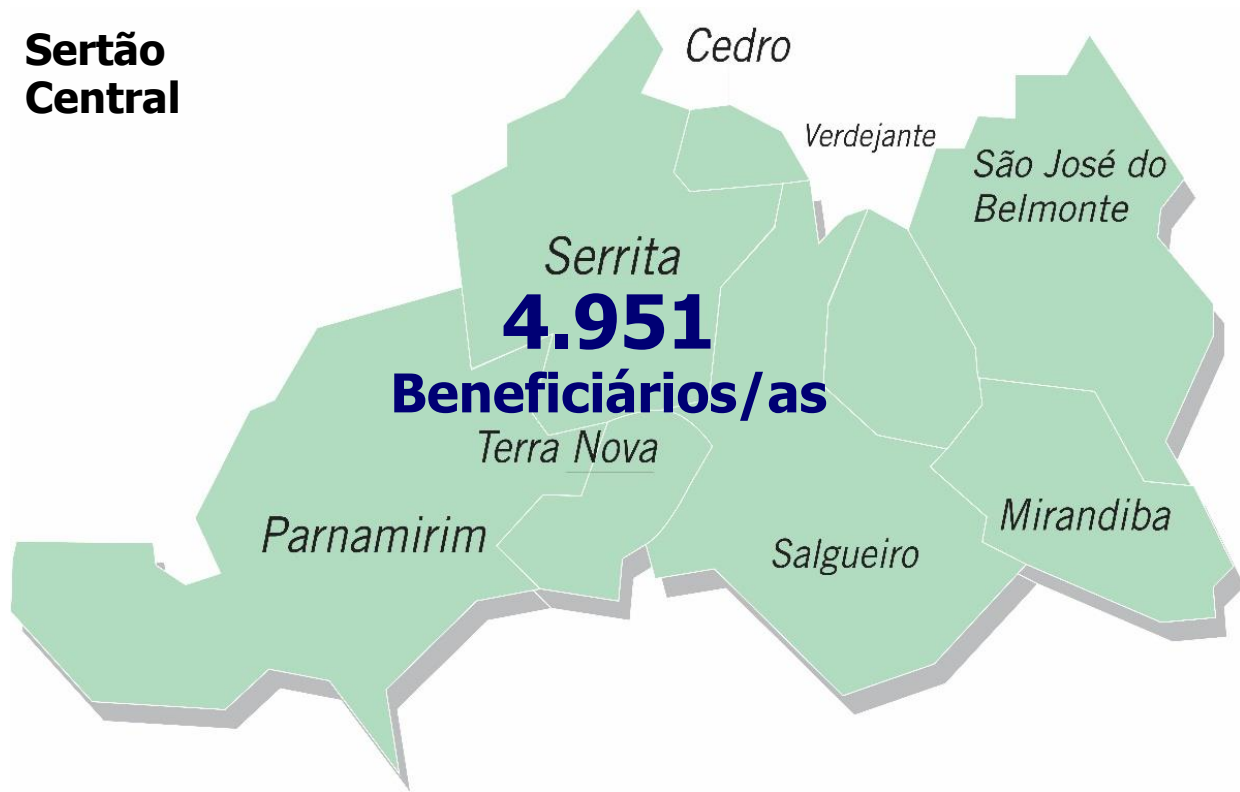 Sertão
Central
Cedro
Verdejante
São José do
Belmonte
Serrita
4.951
Beneficiários/as
Terra Nova
Parnamirim
Mirandiba
Salgueiro